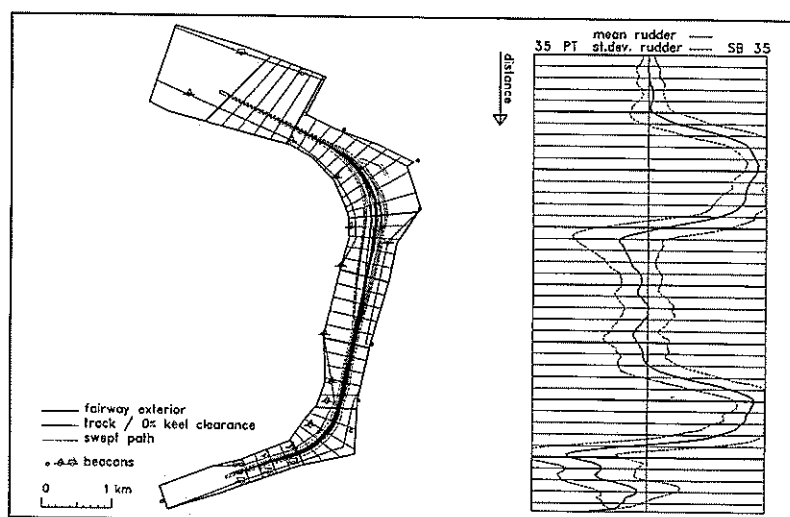 mean rudder
35 PT st.dev. rudder SB 35
distance
fairway exterior
track / 0% keel clearance
swept path
beacons
0 1 km